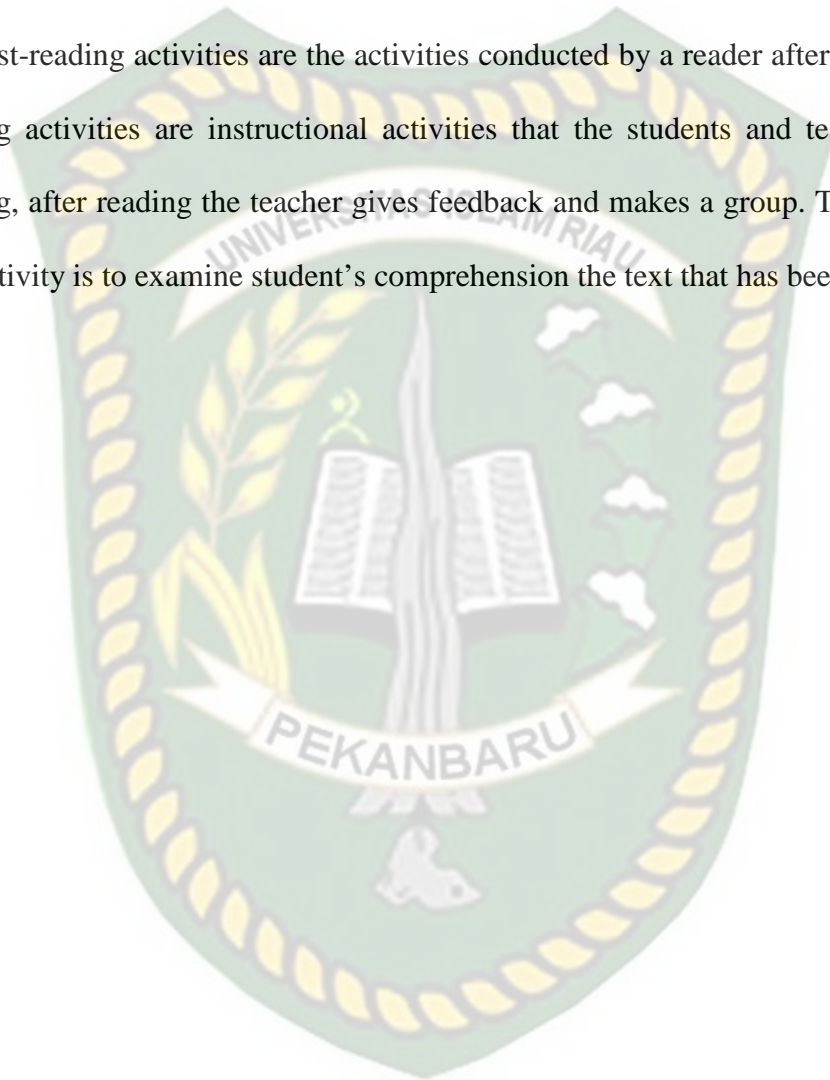 st-reading activities are the activities conducted by a reader after
g activities are instructional activities that the students and te
g, after reading the teacher gives feedback and makes a group. T
tivity is to examine student's comprehension the text that has bee
UNIVERSITAS ISLAM RIAU
PEKANBARU